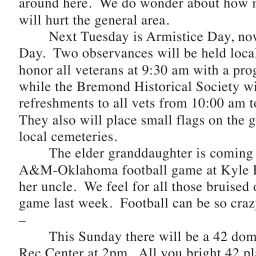 around here. We do wonder about how
will hurt the general area.
Next Tuesday is Armistice Day, now
Day. Two observances will be held local
honor all veterans at 9:30 am with a prog
while the Bremond Historical Society wi
refreshments to all vets from 10:00 am t
They also will place small flags on the g
local cemeteries.
The elder granddaughter is coming
A&M-Oklahoma football game at Kyle
her uncle. We feel for all those bruised
game last week. Football can be so craz
–
This Sunday there will be a 42 dom
Rec Center at 2pm. All you bright 42 pl